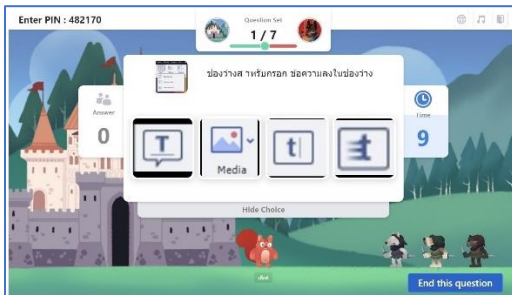 Enter PIN : 482170
Question Set
1 / 7
ช่องว่างส าหรับกรอก ข้อความลงในช่องว่าง
Answer
0
Time
9
T
Media
t
t
Hide Choice
End this question